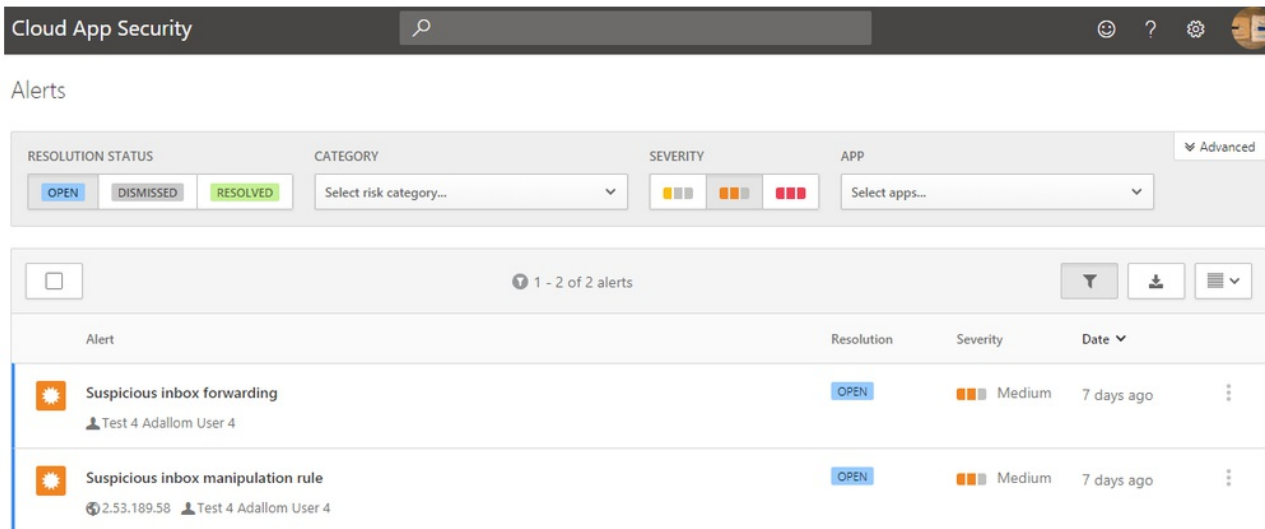 Cloud App Security
?
Alerts
RESOLUTION STATUS CATEGORY SEVERITY APP Advanced
OPEN DISMISSED RESOLVED Select risk category... Select apps...
1 - 2 of 2 alerts
Alert Resolution Severity Date
Suspicious inbox forwarding OPEN Medium 7 days ago
Test 4 Adallom User 4
Suspicious inbox manipulation rule OPEN Medium 7 days ago
2.53.189.58 Test 4 Adallom User 4